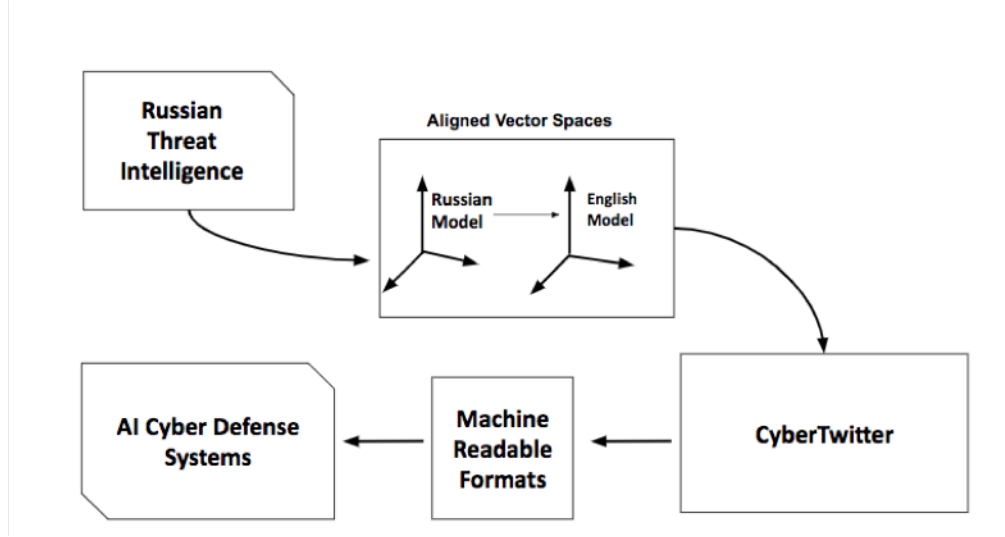 Russian
Threat
Intelligence
Aligned Vector Spaces
Russian
Model
English
Model
AI Cyber Defense
Systems
Machine
Readable
Formats
CyberTwitter